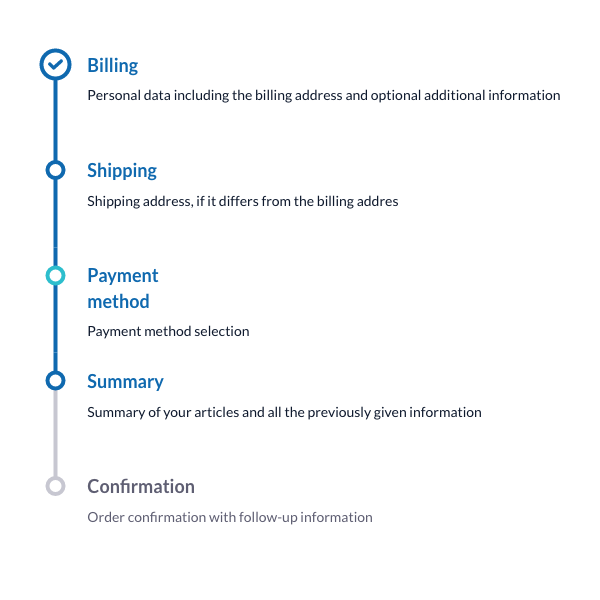 Billing
Personal data including the billing address and optional additional information
Shipping
Shipping address, if it differs from the billing addres
Payment
method
Payment method selection
Summary
Summary of your articles and all the previously given information
Confirmation
Order confirmation with follow-up information